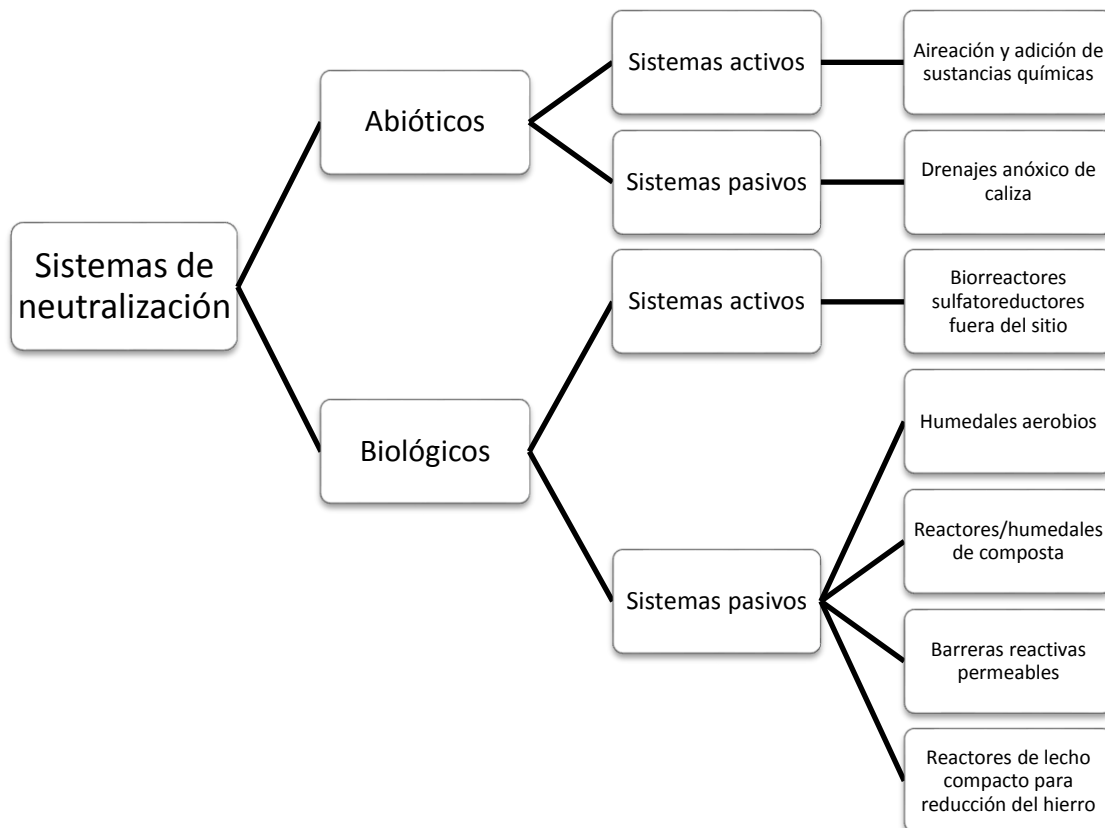 Sistemas de
neutralización
Abióticos
Sistemas activos
Aireación y adición de
sustancias químicas
Sistemas pasivos
Drenajes anóxico de
caliza
Biológicos
Sistemas activos
Biorreactores
sulfatoreductores
fuera del sitio
Sistemas pasivos
Humedales aerobios
Reactores/humedales
de composta
Barreras reactivas
permeables
Reactores de lecho
compacto para
reducción del hierro